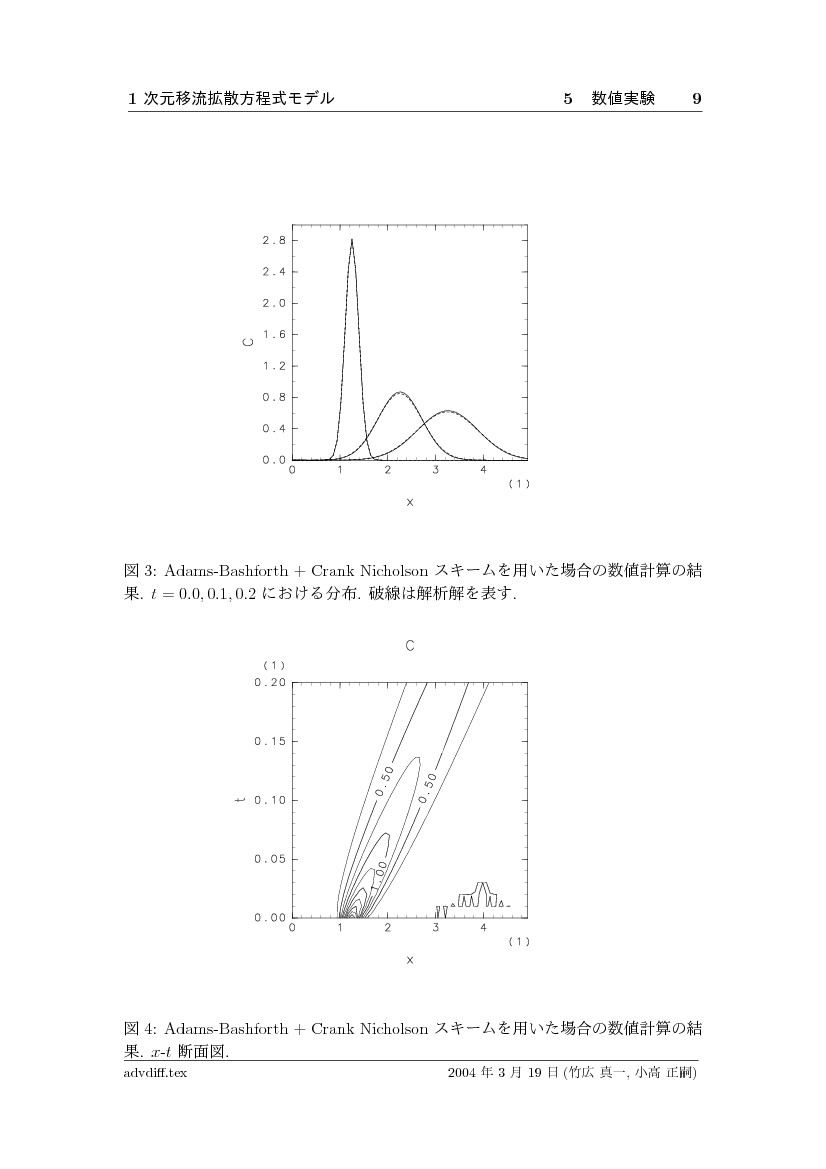 1 次元移流拡散方程式モデル 5 数値実験 9
2.8
2.4
2.0
1.6
C
1.2
0.8
0.4
0.0
0 1 2 3 4
(1)
x
図 3: Adams-Bashforth + Crank Nicholson スキームを用いた場合の数値計算の結
果. t = 0.0, 0.1, 0.2 における分布. 破線は解析解を表す.
C
(1)
0.20
0.15
0.50 0.50
t 0.10
0.05
1.00
0.00
0 1 2 3 4
(1)
x
図 4: Adams-Bashforth + Crank Nicholson スキームを用いた場合の数値計算の結
果. x-t 断面図.
advdiff.tex 2004 年 3 月 19 日 (竹広 真一, 小高 正嗣)